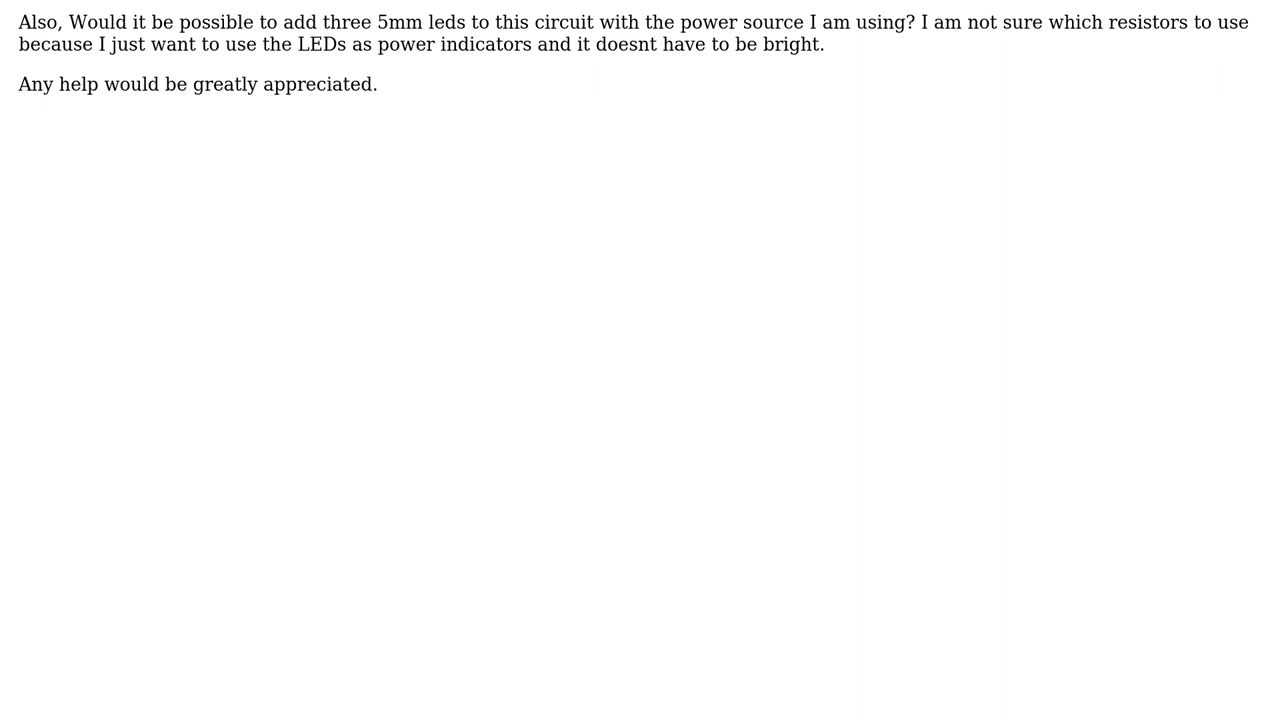 Also, Would it be possible to add three 5mm leds to this circuit with the power source I am using? I am not sure which resistors to use
because I just want to use the LEDs as power indicators and it doesnt have to be bright.
Any help would be greatly appreciated.